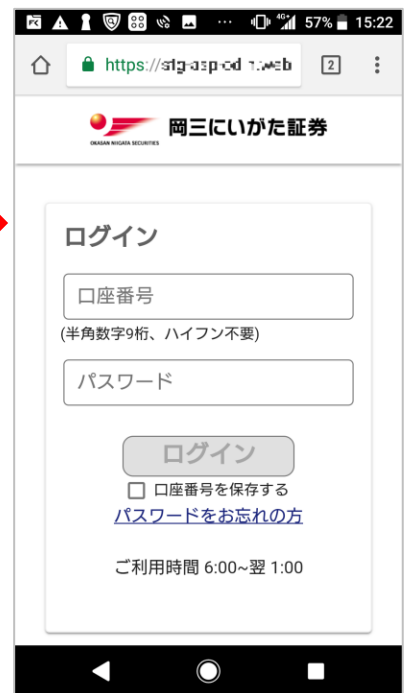 57% 15:22
https://
2
岡三にいがた証券
OKASAN NIIGATA SECURITIES
ログイン
口座番号
(半角数字9桁、ハイフン不要)
パスワード
ログイン
口座番号を保存する
パスワードをお忘れの方
ご利用時間 6:00~翌 1:00